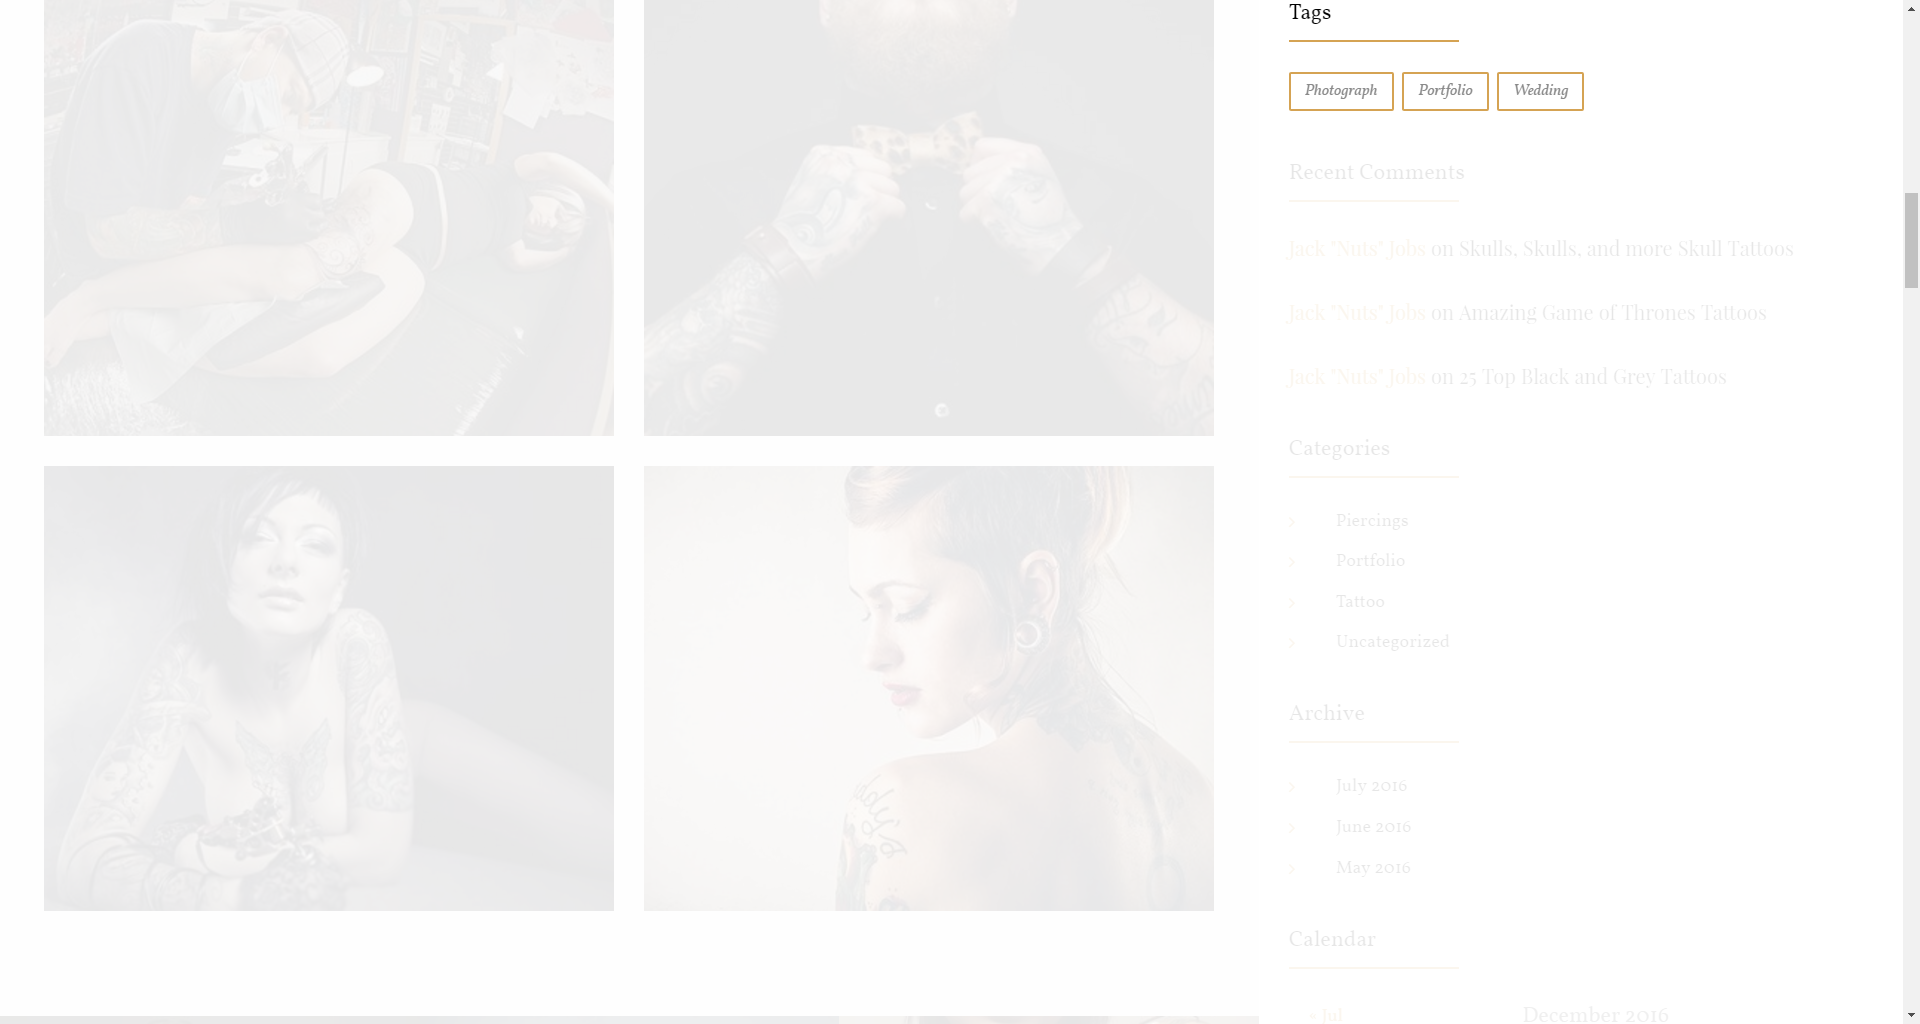 Tags
Photograph
Portfolio
Wedding
Recent Comments
Jack "Nuts" Jobs on Skulls, Skulls, and more Skull Tattoos
Jack "Nuts" Jobs on Amazing Game of Thrones Tattoos
Jack "Nuts" Jobs on 25 Top Black and Grey Tattoos
Categories
Piercings
Portfolio
Tattoo
Uncategorized
Archive
July 2016
June 2016
May 2016
Calendar
« Jul
December 2016